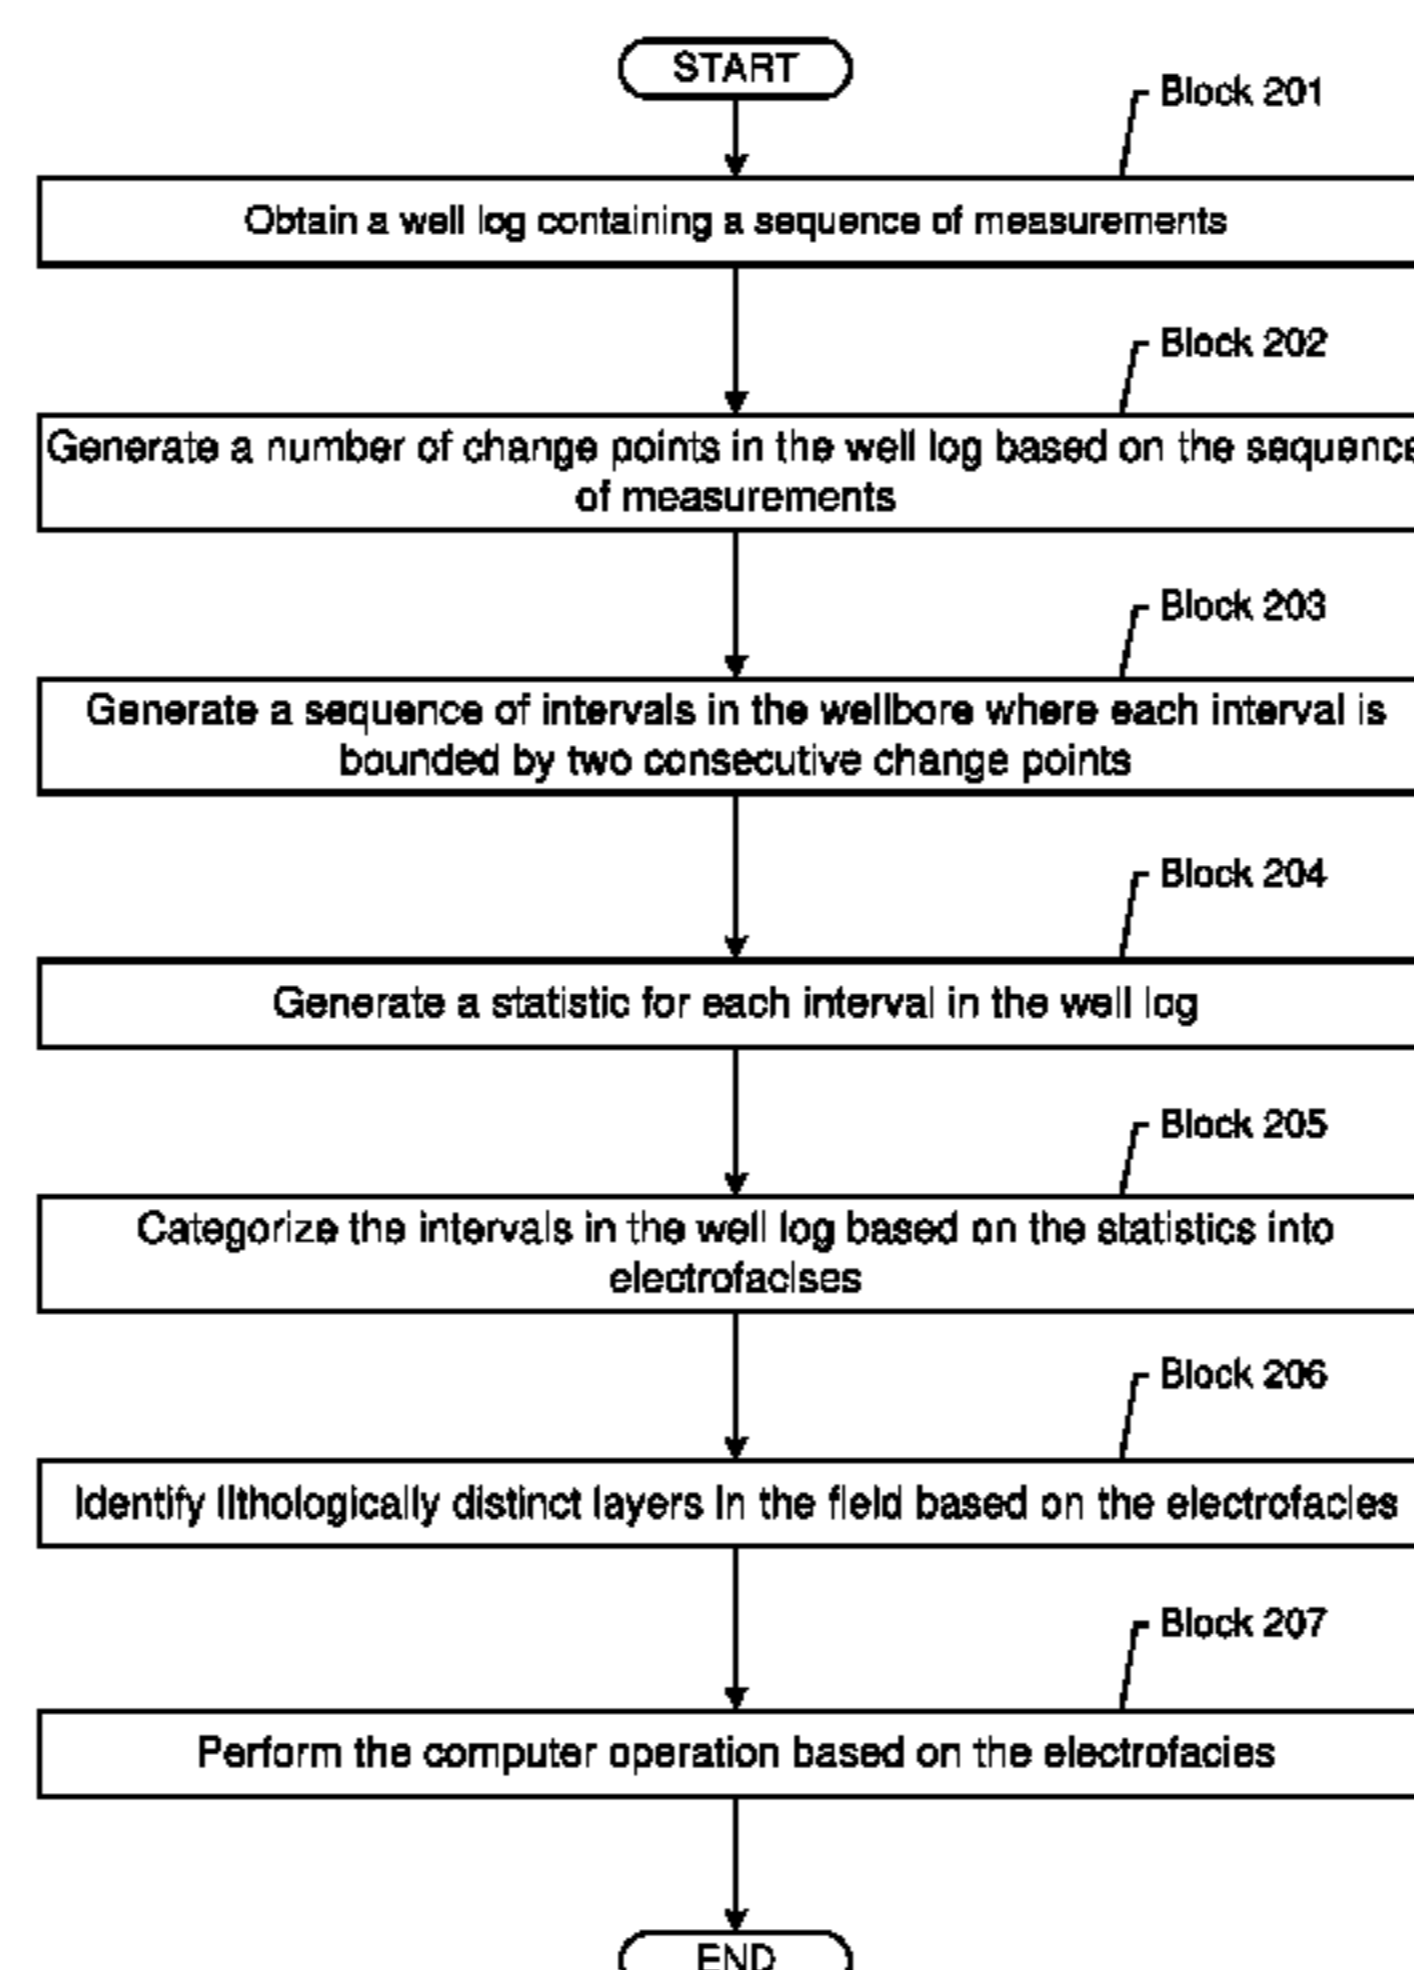 START
Block 201
Obtain a well log containing a sequence of measurements
Block 202
Generate a number of change points in the well log based on the sequence
of measurements
Block 203
Generate a sequence of intervals in the wellbore where each interval is
bounded by two consecutive change points
Block 204
Generate a statistic for each interval in the well log
Block 205
Categorize the intervals in the well log based on the statistics into
electrofacises
Block 206
Identify lithologically distinct layers in the field based on the electrofacies
Block 207
Perform the computer operation based on the electrofacies
END